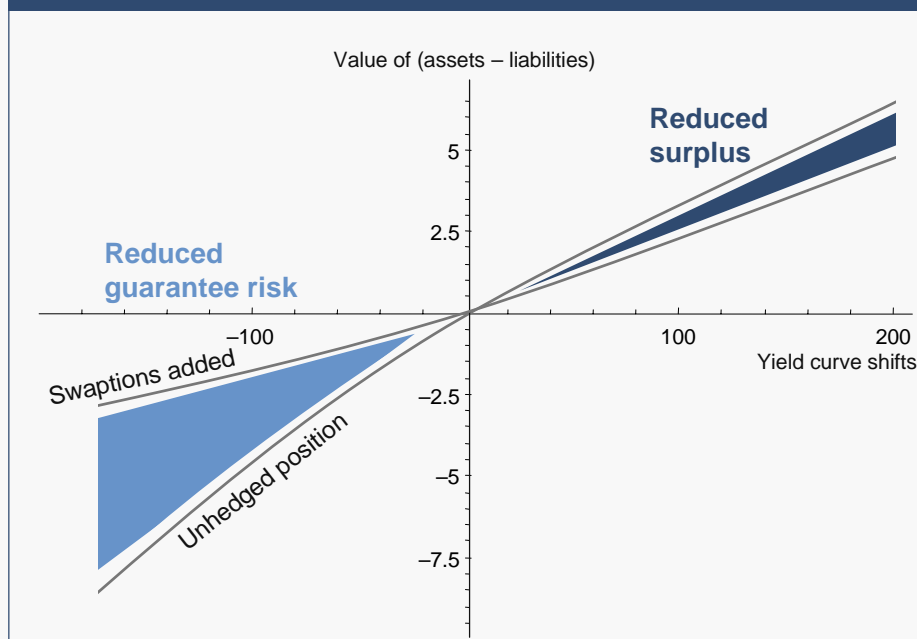 Value of (assets – liabilities)
Reduced
surplus
5
2.5
Reduced
guarantee risk
–100
100
200
Yield curve shifts
Swaptions added
Unhedged position
–2.5
–5
–7.5